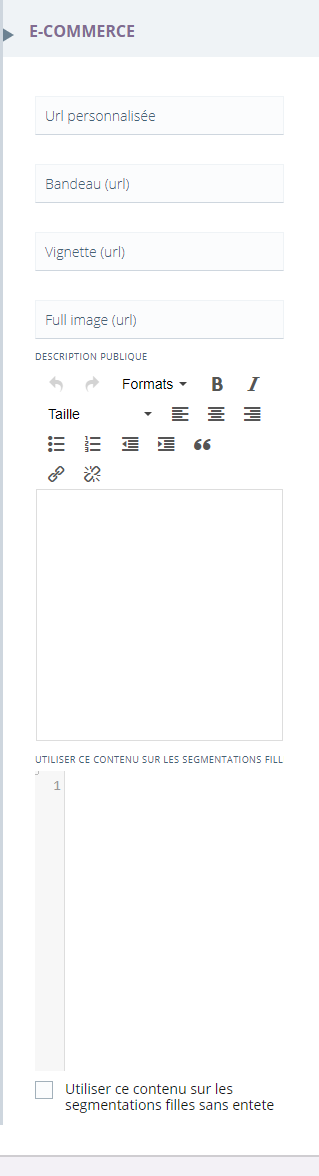 E-COMMERCE
Url personnalisée
Bandeau (url)
Vignette (url)
Full image (url)
DESCRIPTION PUBLIQUE
Formats B I
Taille
UTILISER CE CONTENU SUR LES SEGMENTATIONS FILL
1
Utiliser ce contenu sur les
segmentations filles sans entete